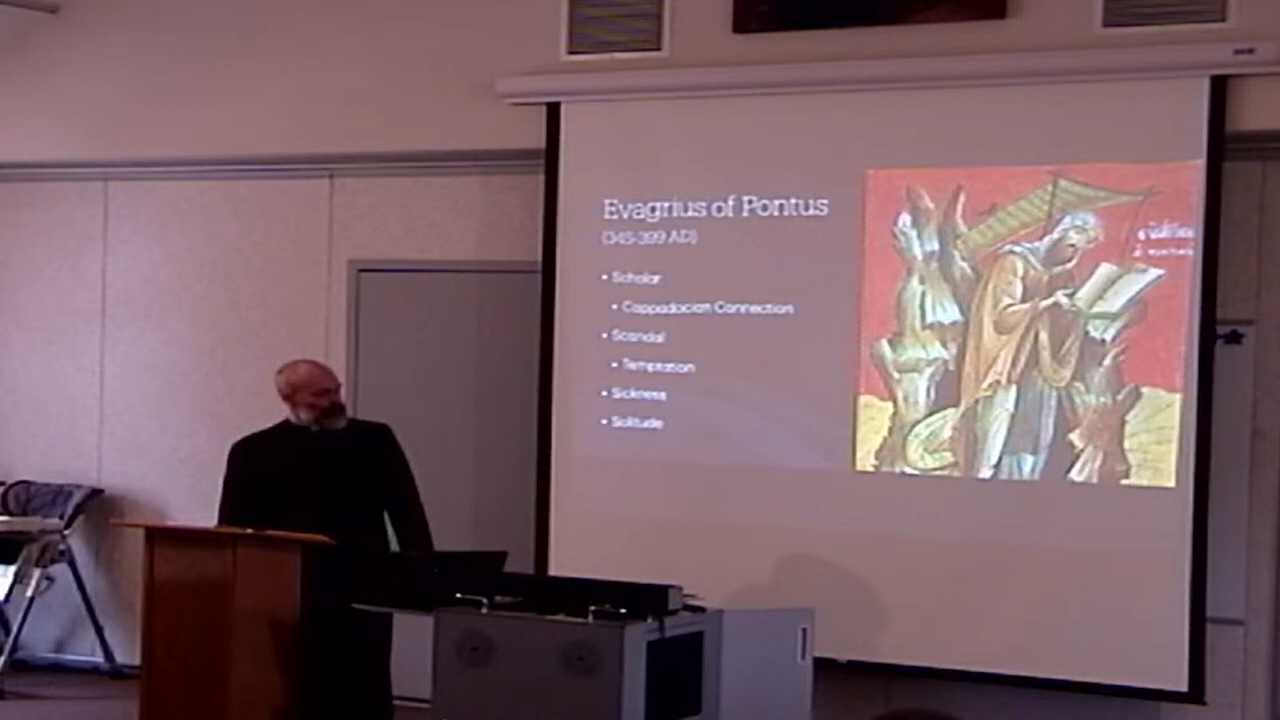 Evagrius of Pontus
(345-399 AD)
• Scholar
• Cappadocian Connection
• Scandal
• Temptation
• Sickness
• Solitude